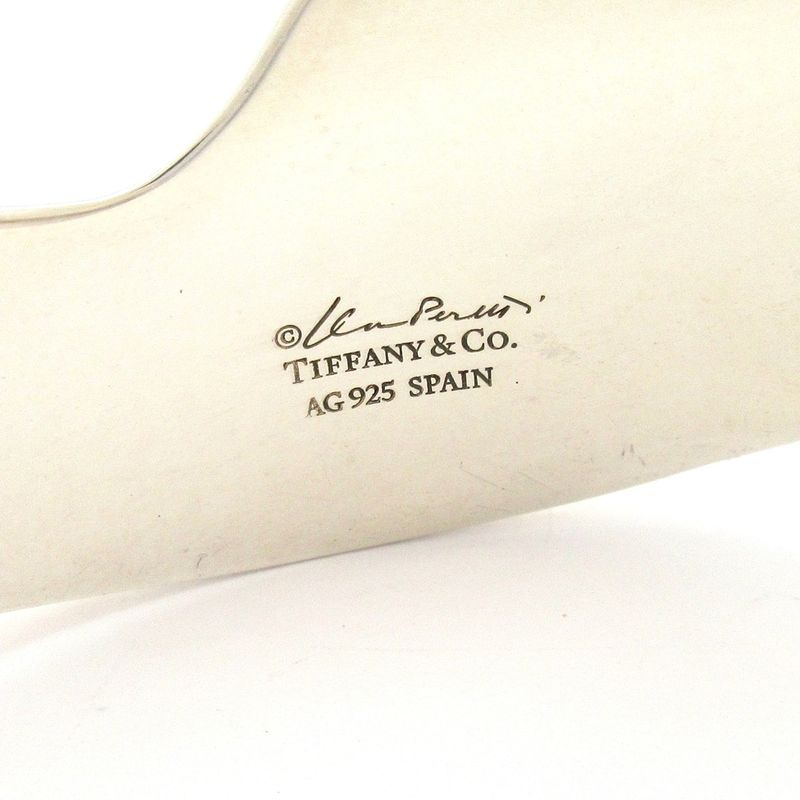 © Elsa Peretti
TIFFANY & CO.
AG 925 SPAIN